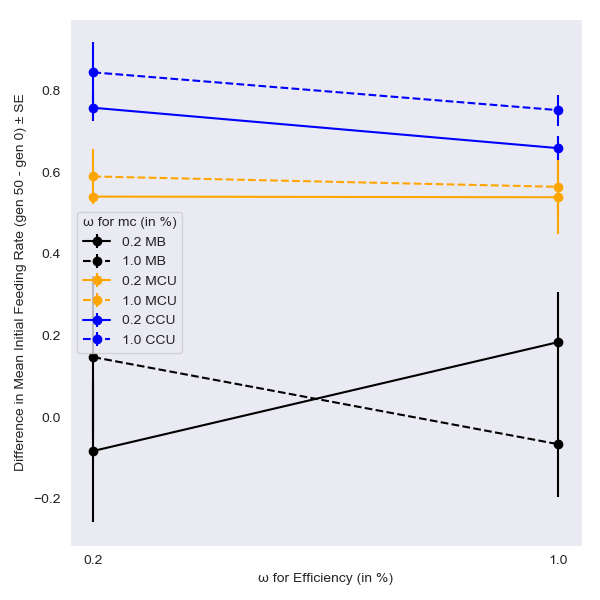 Difference in Mean Initial Feeding Rate (gen 50 - gen 0) ± SE
0.8
0.6
0.4
0.2
0.0
−0.2
ω for mc (in %)
0.2 MB
1.0 MB
0.2 MCU
1.0 MCU
0.2 CCU
1.0 CCU
0.2
1.0
ω for Efficiency (in %)